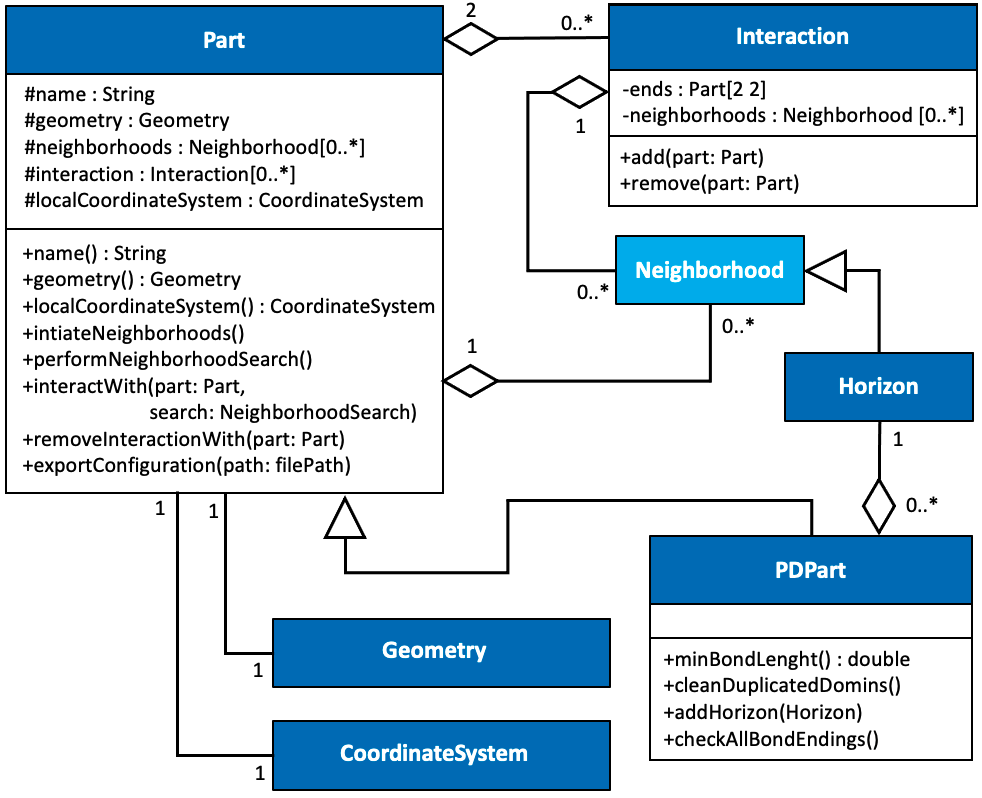 Part
#name : String
#geometry : Geometry
#neighborhoods : Neighborhood[0..*]
#interaction : Interaction[0..*]
#localCoordinateSystem : CoordinateSystem
+name() : String
+geometry() : Geometry
+localCoordinateSystem() : CoordinateSystem
+intiateNeighborhoods()
+performNeighborhoodSearch()
+interactWith(part: Part,
search: NeighborhoodSearch)
+removeInteractionWith(part: Part)
+exportConfiguration(path: filePath)
2
0..*
Interaction
-ends : Part[2 2]
-neighborhoods : Neighborhood [0..*]
+add(part: Part)
+remove(part: Part)
1
Neighborhood
0..*
0..*
1
Horizon
1
0..*
1
1
PDPart
+minBondLenght() : double
+cleanDuplicatedDomins()
+addHorizon(Horizon)
+checkAllBondEndings()
Geometry
1
CoordinateSystem
1